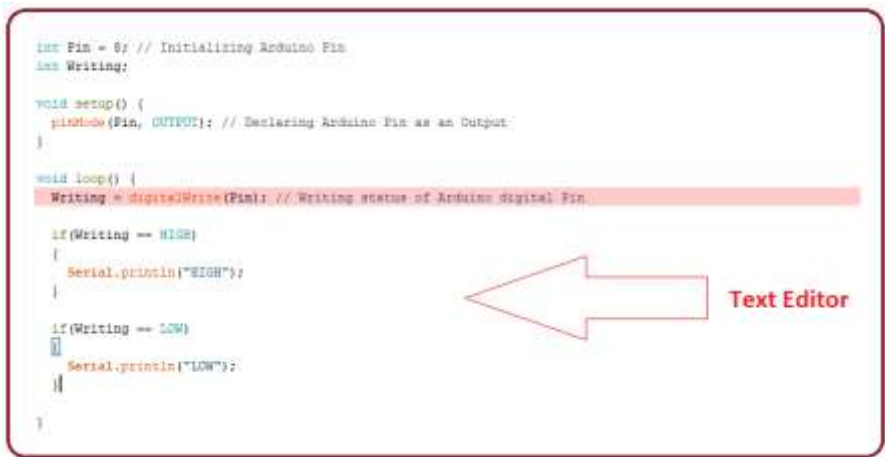 int Pin = 8; // Initializing Arduino Pin
int Writing;
void setup() {
pinMode(Pin, OUTPUT); // Declaring Arduino Pin as an Output
}
void loop() {
Writing = digitalWrite(Pin); // Writing status of Arduino digital Pin
if(Writing == HIGH)
{
Serial.println("HIGH");
}
if(Writing == LOW)
{
Serial.println("LOW");
}
}
Text Editor